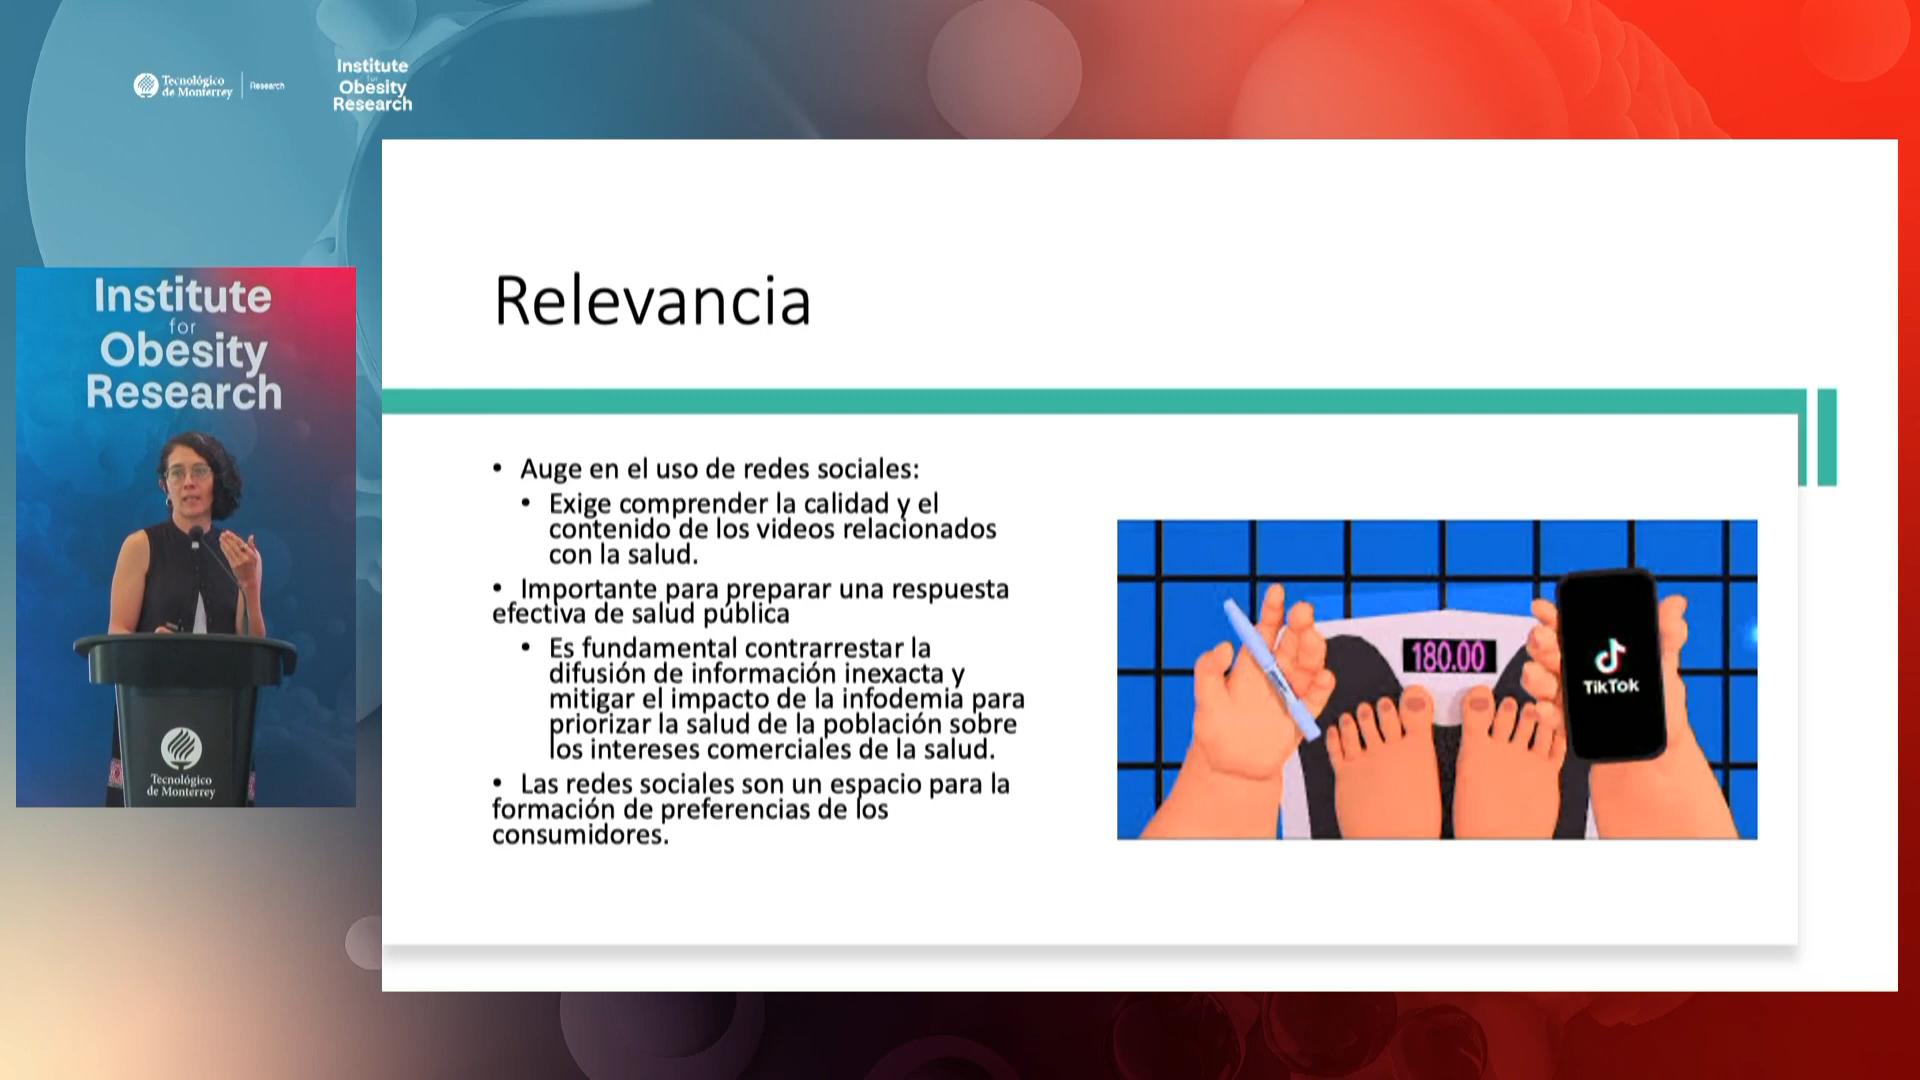 Tecnológico
de Monterrey
Research
Institute
for
Obesity
Research
Institute
for
Obesity
Research
Tecnológico
de Monterrey
Relevancia
• Auge en el uso de redes sociales:
• Exige comprender la calidad y el
contenido de los videos relacionados
con la salud.
• Importante para preparar una respuesta
efectiva de salud pública
• Es fundamental contrarrestar la
difusión de información inexacta y
mitigar el impacto de la infodemia para
priorizar la salud de la población sobre
los intereses comerciales de la salud.
• Las redes sociales son un espacio para la
formación de preferencias de los
consumidores.
180.00
TikTok